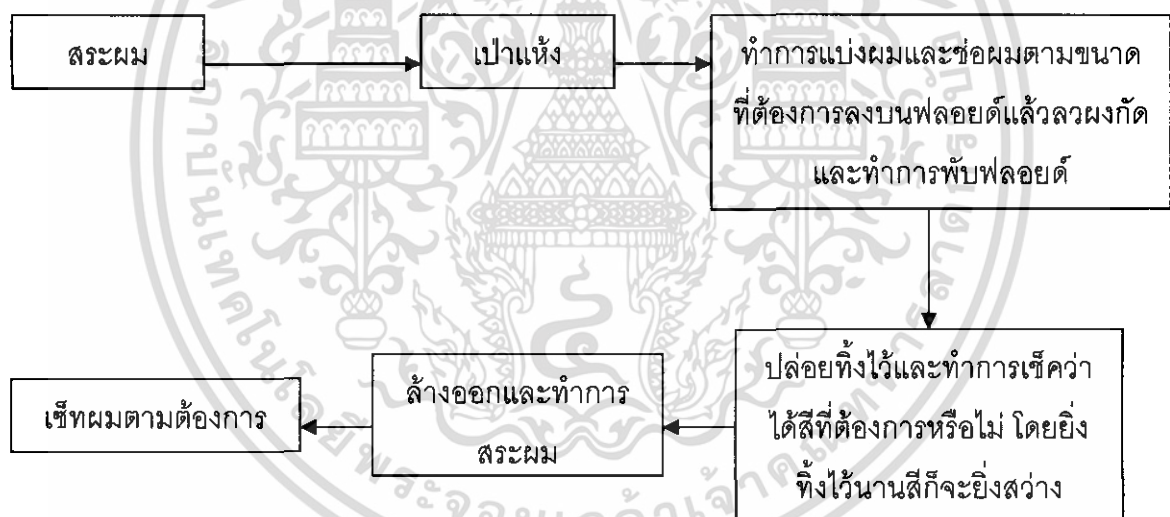 สระผม
เป่าแห้ง
ทำการแบ่งผมและช่อผมตามขนาด
ที่ต้องการลงบนฟลอยด์แล้วลวผงกัด
และทำการพับฟลอยด์
ปล่อยทิ้งไว้และทำการเช็คว่า
ได้สีที่ต้องการหรือไม่ โดยยิ่ง
ทิ้งไว้นานสีก็จะยิ่งสว่าง
ล้างออกและทำการ
สระผม
เซ็ทผมตามต้องการ